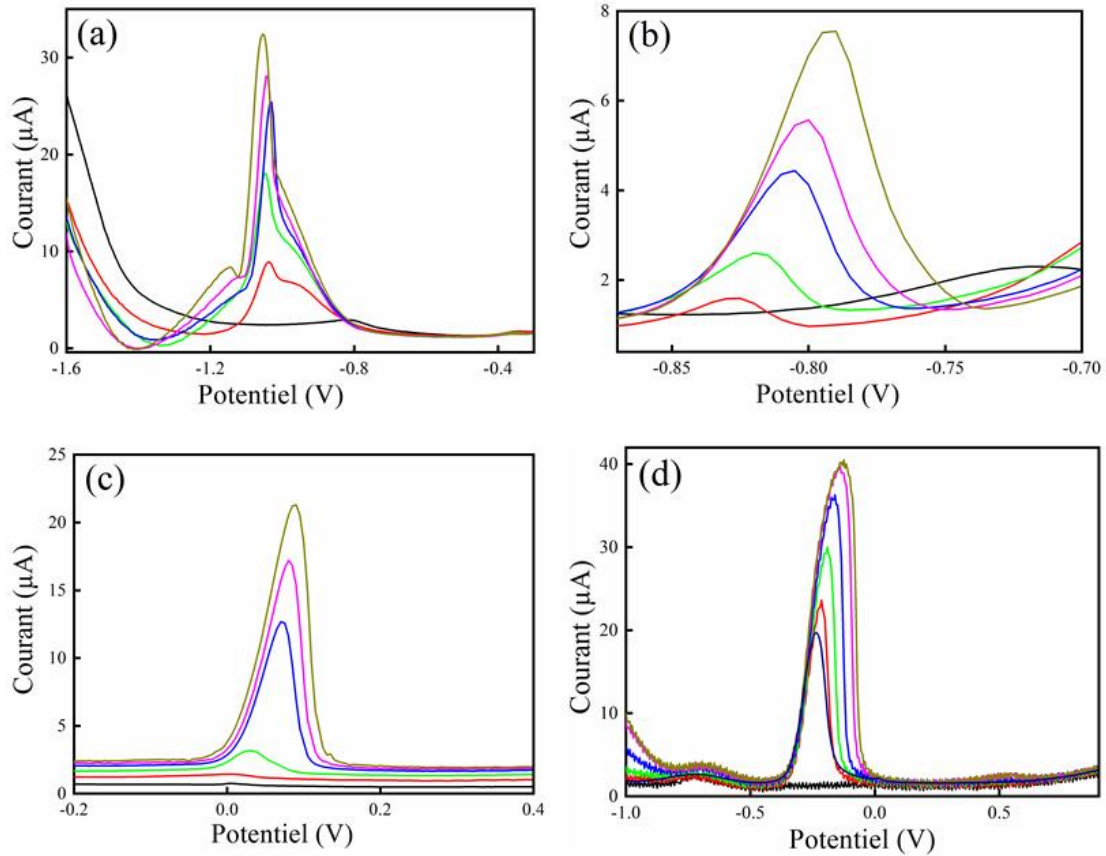 (a)
30
20
10
0
Courant (µA)
-1.6 -1.2 -0.8 -0.4
Potentiel (V)
(b)
8
6
4
2
Courant (µA)
-0.85 -0.80 -0.75 -0.70
Potentiel (V)
(c)
25
20
15
10
5
0
Courant (µA)
-0.2 0.0 0.2 0.4
Potentiel (V)
(d)
40
30
20
10
0
Courant (µA)
-1.0 -0.5 0.0 0.5
Potentiel (V)